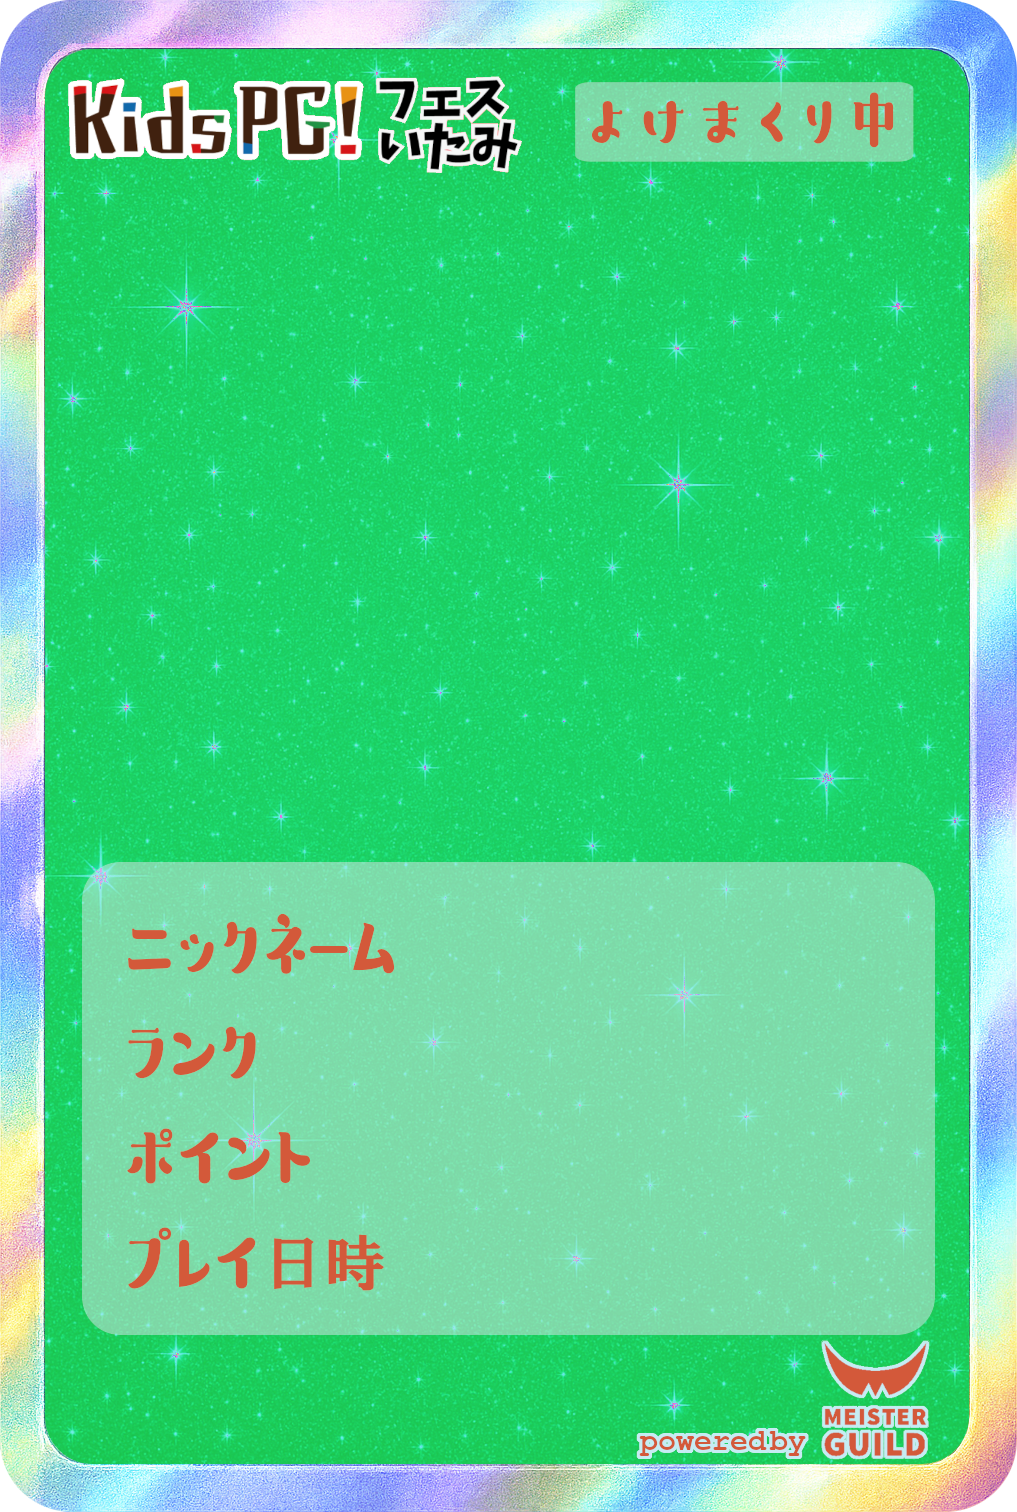 Kids PG! フェス
いたみ
よけまくり中
ニックネーム
ランク
ポイント
プレイ日時
poweredby
MEISTER
GUILD